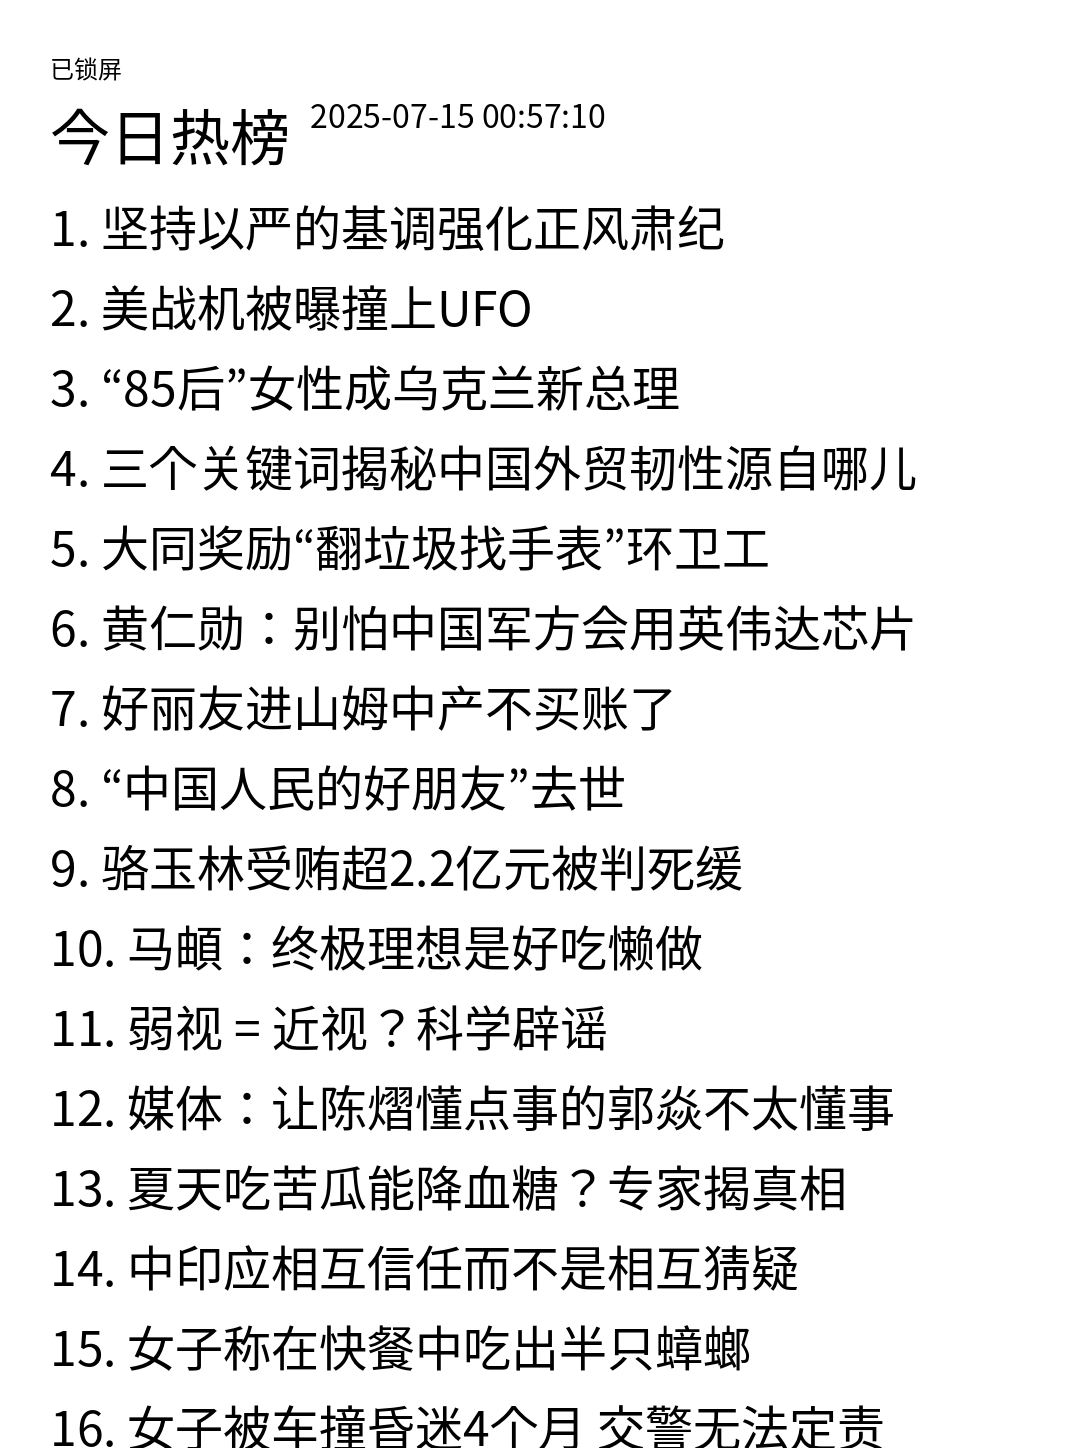 已锁屏
今日热榜 2025-07-15 00:57:10
1. 坚持以严的基调强化正风肃纪
2. 美战机被曝撞上UFO
3. “85后”女性成乌克兰新总理
4. 三个关键词揭秘中国外贸韧性源自哪儿
5. 大同奖励“翻垃圾找手表”环卫工
6. 黄仁勋：别怕中国军方会用英伟达芯片
7. 好丽友进山姆中产不买账了
8. “中国人民的好朋友”去世
9. 骆玉林受贿超2.2亿元被判死缓
10. 马頔：终极理想是好吃懒做
11. 弱视 = 近视？科学辟谣
12. 媒体：让陈熠懂点事的郭焱不太懂事
13. 夏天吃苦瓜能降血糖？专家揭真相
14. 中印应相互信任而不是相互猜疑
15. 女子称在快餐中吃出半只蟑螂
16. 女子被车撞昏迷4个月 交警无法定责